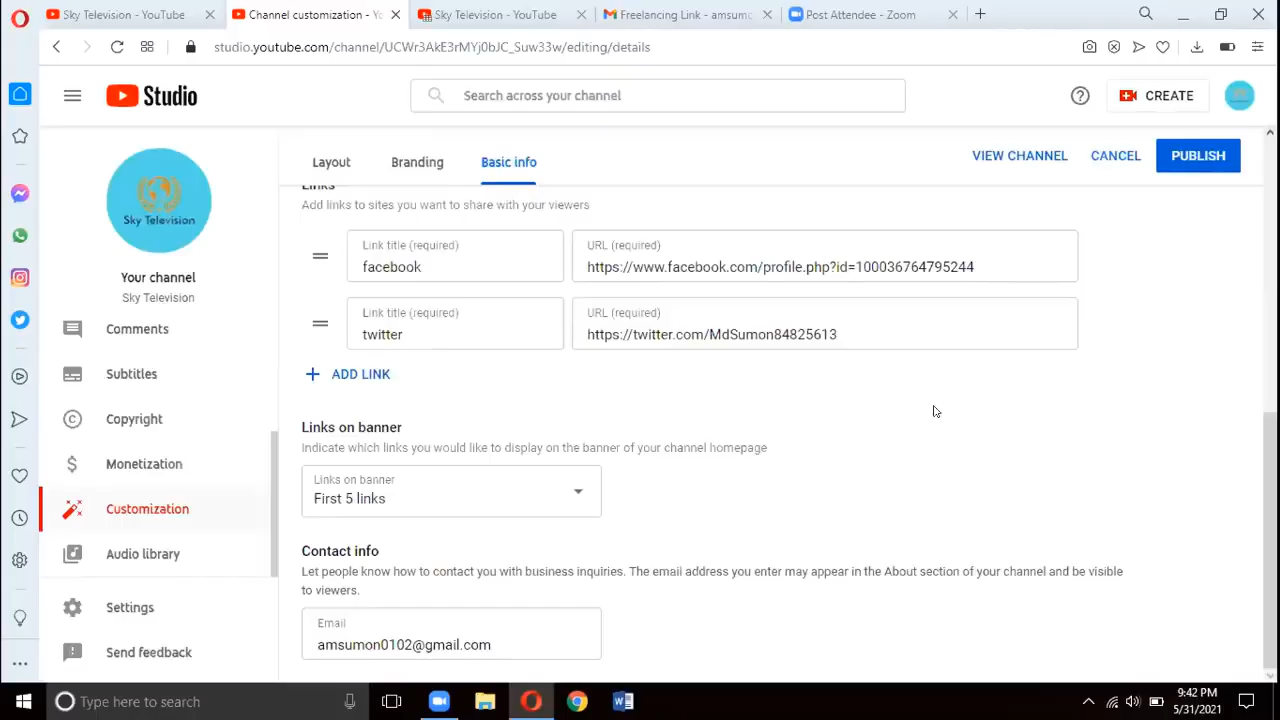 Sky Television - YouTube
Channel customization - Yo
Sky Television - YouTube
Freelancing Link - amsumo
Post Attendee - Zoom
studio.youtube.com/channel/UCWr3AkE3rMYj0bJC_Suw33w/editing/details
Studio
Search across your channel
CREATE
Layout
Branding
Basic info
VIEW CHANNEL
CANCEL
PUBLISH
Sky Television
Your channel
Sky Television
Comments
Subtitles
Copyright
Monetization
Customization
Audio library
Settings
Send feedback
Links
Add links to sites you want to share with your viewers
Link title (required)
facebook
URL (required)
https://www.facebook.com/profile.php?id=100036764795244
Link title (required)
twitter
URL (required)
https://twitter.com/MdSumon84825613
ADD LINK
Links on banner
Indicate which links you would like to display on the banner of your channel homepage
Links on banner
First 5 links
Contact info
Let people know how to contact you with business inquiries. The email address you enter may appear in the About section of your channel and be visible
to viewers.
Email
amsumon0102@gmail.com
Type here to search
9:42 PM
5/31/2021